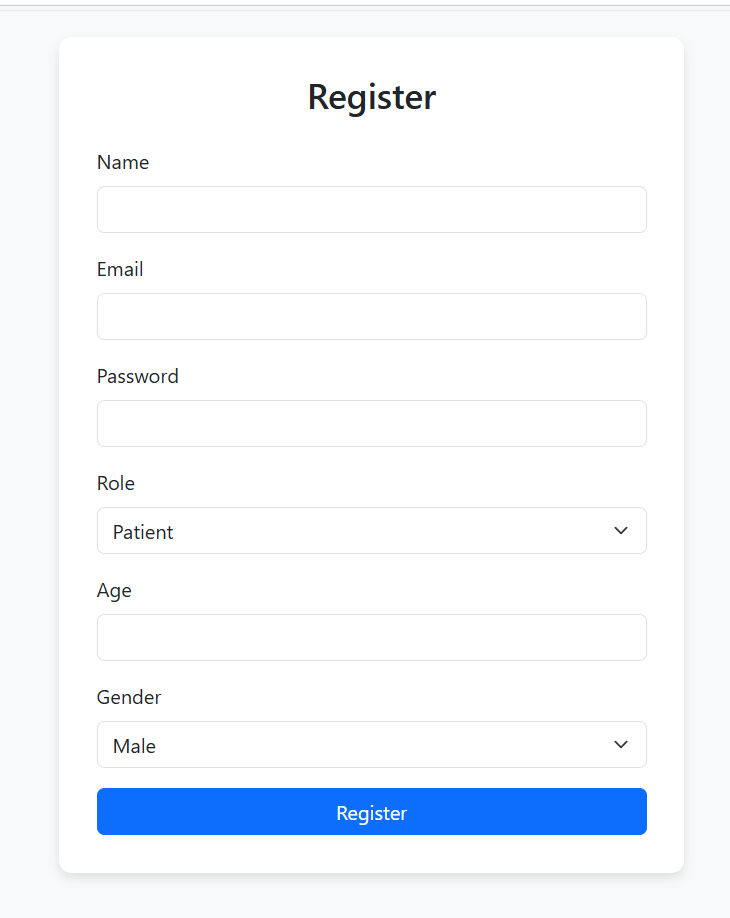 Register
Name
Email
Password
Role
Patient
Age
Gender
Male
Register